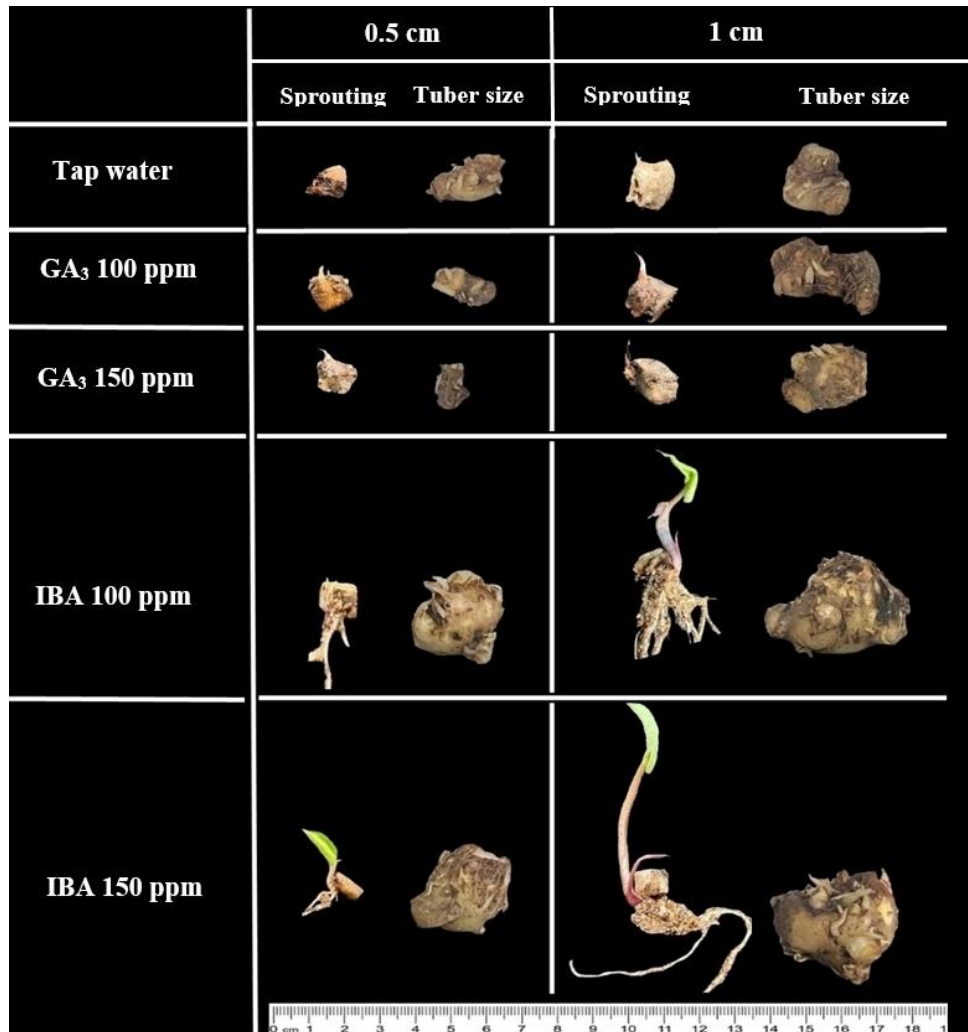 0.5 cm 1 cm
Sprouting Tuber size Sprouting Tuber size
Tap water
GA₃ 100 ppm
GA₃ 150 ppm
IBA 100 ppm
IBA 150 ppm
0 cm 1 2 3 4 5 6 7 8 9 10 11 12 13 14 15 16 17 18 1